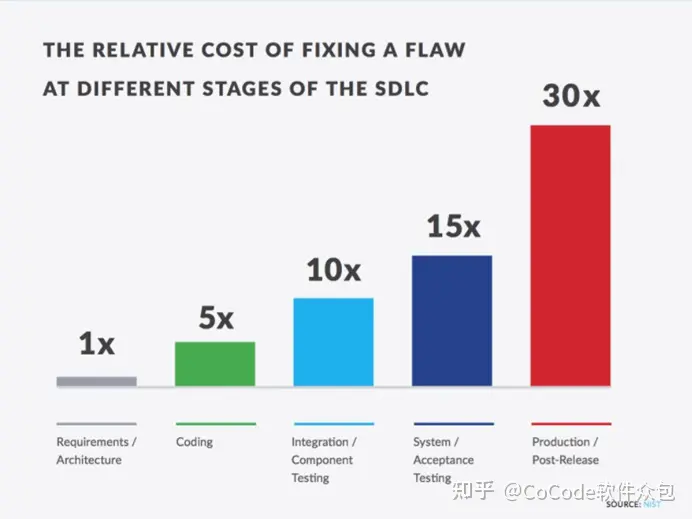 THE RELATIVE COST OF FIXING A FLAW
AT DIFFERENT STAGES OF THE SDLC
1x
5x
10x
15x
30x
Requirements /
Architecture
Coding
Integration /
Component
Testing
System /
Acceptance
Testing
Production /
Post-Release
知乎 @CoCode软件众包
SOURCE: NIST